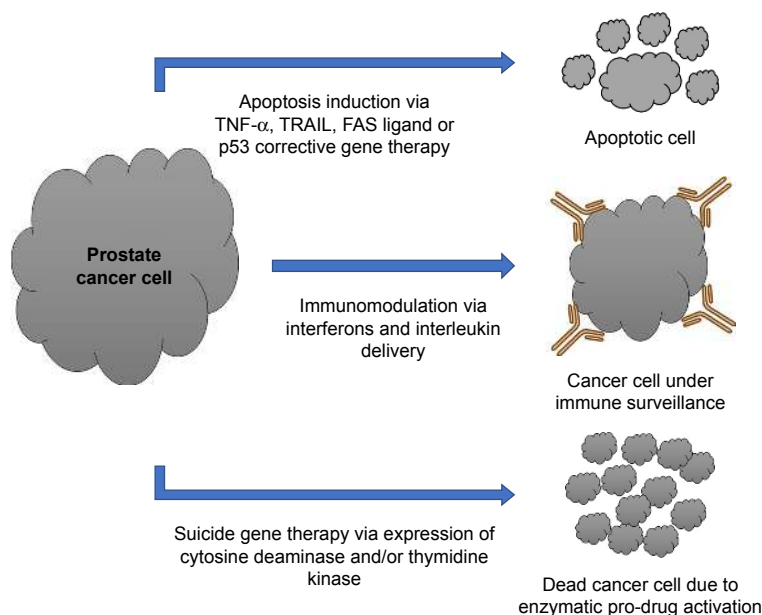 Apoptosis induction via
TNF-α, TRAIL, FAS ligand or
p53 corrective gene therapy
Apoptotic cell
Prostate
cancer cell
Immunomodulation via
interferons and interleukin
delivery
Cancer cell under
immune surveillance
Suicide gene therapy via expression of
cytosine deaminase and/or thymidine
kinase
Dead cancer cell due to
enzymatic pro-drug activation